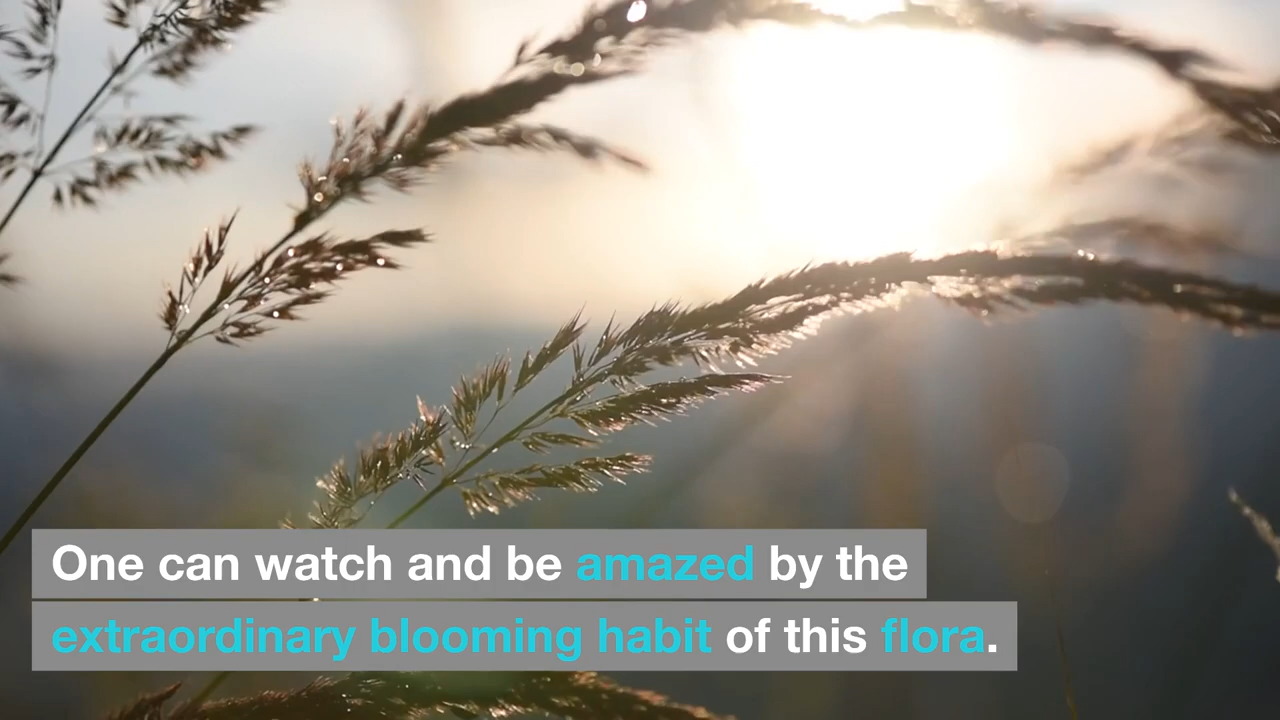 One can watch and be amazed by the
extraordinary blooming habit of this flora.